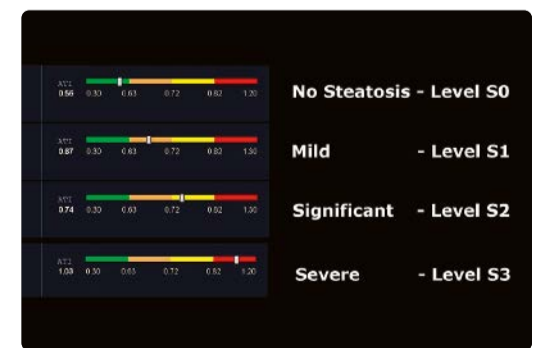 ATI
0.56 0.30 0.63 0.72 0.82 1.20 No Steatosis - Level S0
ATI
0.67 0.30 0.63 0.72 0.82 1.30 Mild - Level S1
ATI
0.74 0.30 0.63 0.72 0.82 1.30 Significant - Level S2
ATI
1.03 0.30 0.63 0.72 0.82 1.20 Severe - Level S3